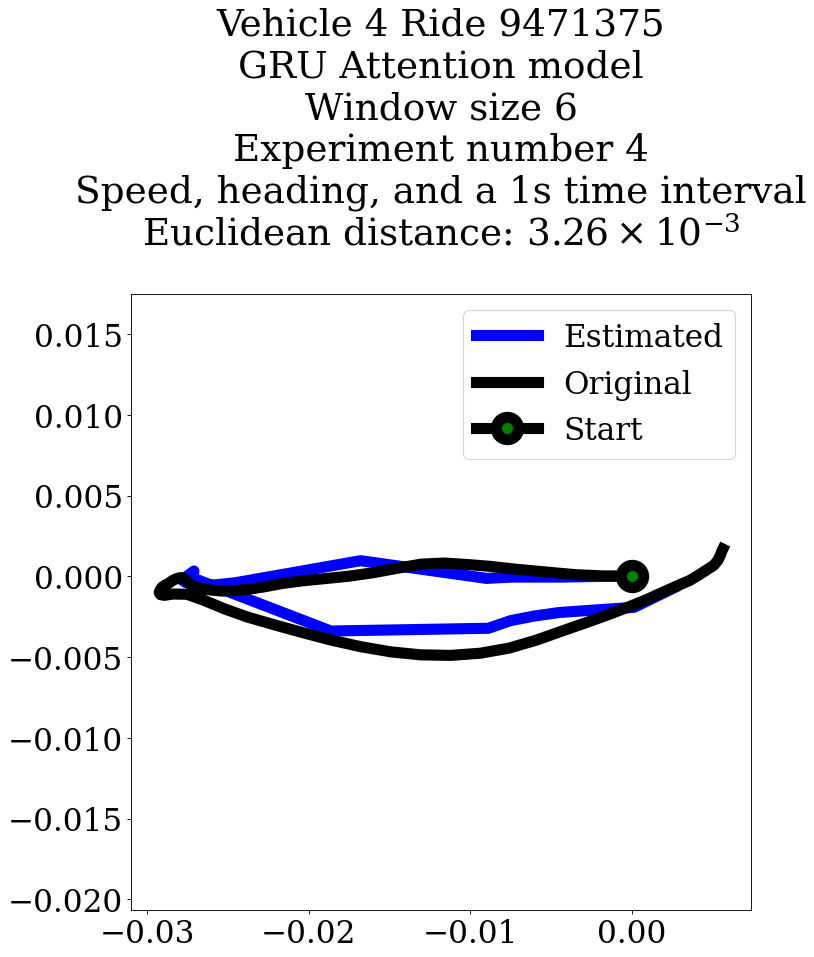 Vehicle 4 Ride 9471375
GRU Attention model
Window size 6
Experiment number 4
Speed, heading, and a 1s time interval
Euclidean distance: 3.26 × 10⁻³
Estimated
Original
Start
0.015
0.010
0.005
0.000
−0.005
−0.010
−0.015
−0.020
−0.03 −0.02 −0.01 0.00